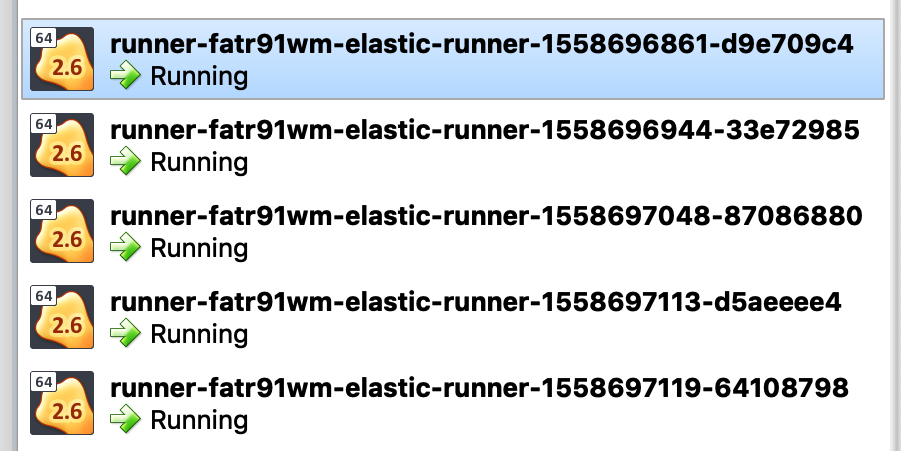 64
2.6
runner-fatr91wm-elastic-runner-1558696861-d9e709c4
Running
64
2.6
runner-fatr91wm-elastic-runner-1558696944-33e72985
Running
64
2.6
runner-fatr91wm-elastic-runner-1558697048-87086880
Running
64
2.6
runner-fatr91wm-elastic-runner-1558697113-d5aeeee4
Running
64
2.6
runner-fatr91wm-elastic-runner-1558697119-64108798
Running